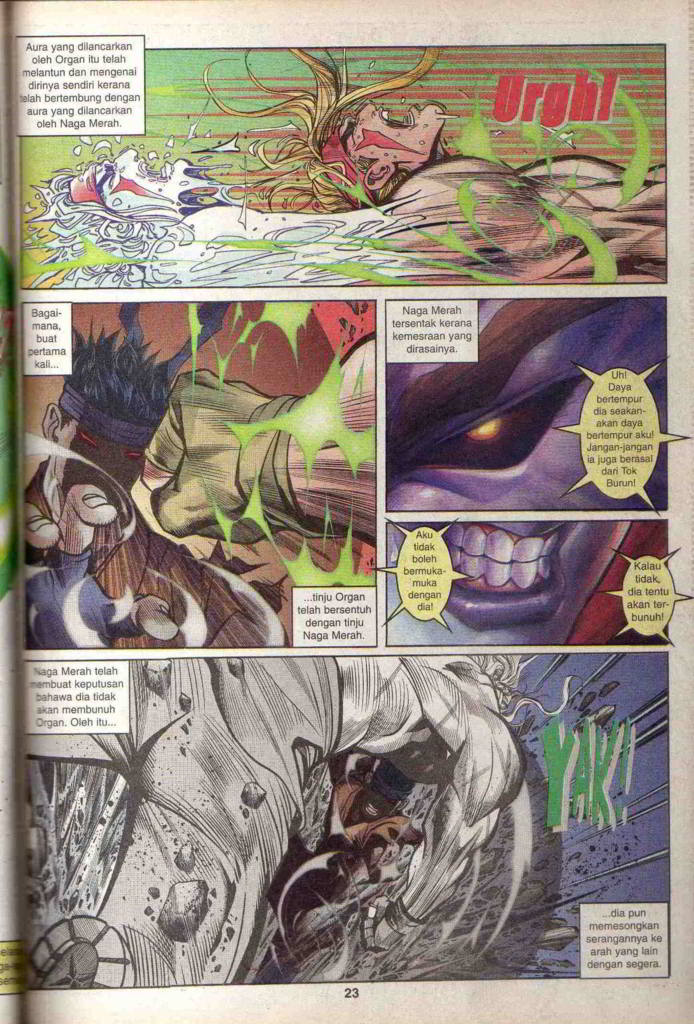 Aura yang dilancarkan
oleh Organ itu telah
melantun dan mengenai
dirinya sendiri kerana
telah bertembung dengan
aura yang dilancarkan
oleh Naga Merah.
Urgh!
Bagai-
mana,
buat
pertama
kali...
...tinju Organ
telah bersentuh
dengan tinju
Naga Merah.
Naga Merah
tersentak kerana
kemesraan yang
dirasainya.
Uh!
Daya
bertempur
dia seakan-
akan daya
bertempur aku!
Jangan-jangan
ia juga berasal
dari Tok
Burun!
Aku
tidak
boleh
bermuka-
muka
dengan
dia!
Kalau
tidak,
dia tentu
akan ter-
bunuh!
Naga Merah telah
membuat keputusan
bahawa dia tidak
akan membunuh
Organ. Oleh itu...
YAK!
...dia pun
memesongkan
serangannya ke
arah yang lain
dengan segera.
23